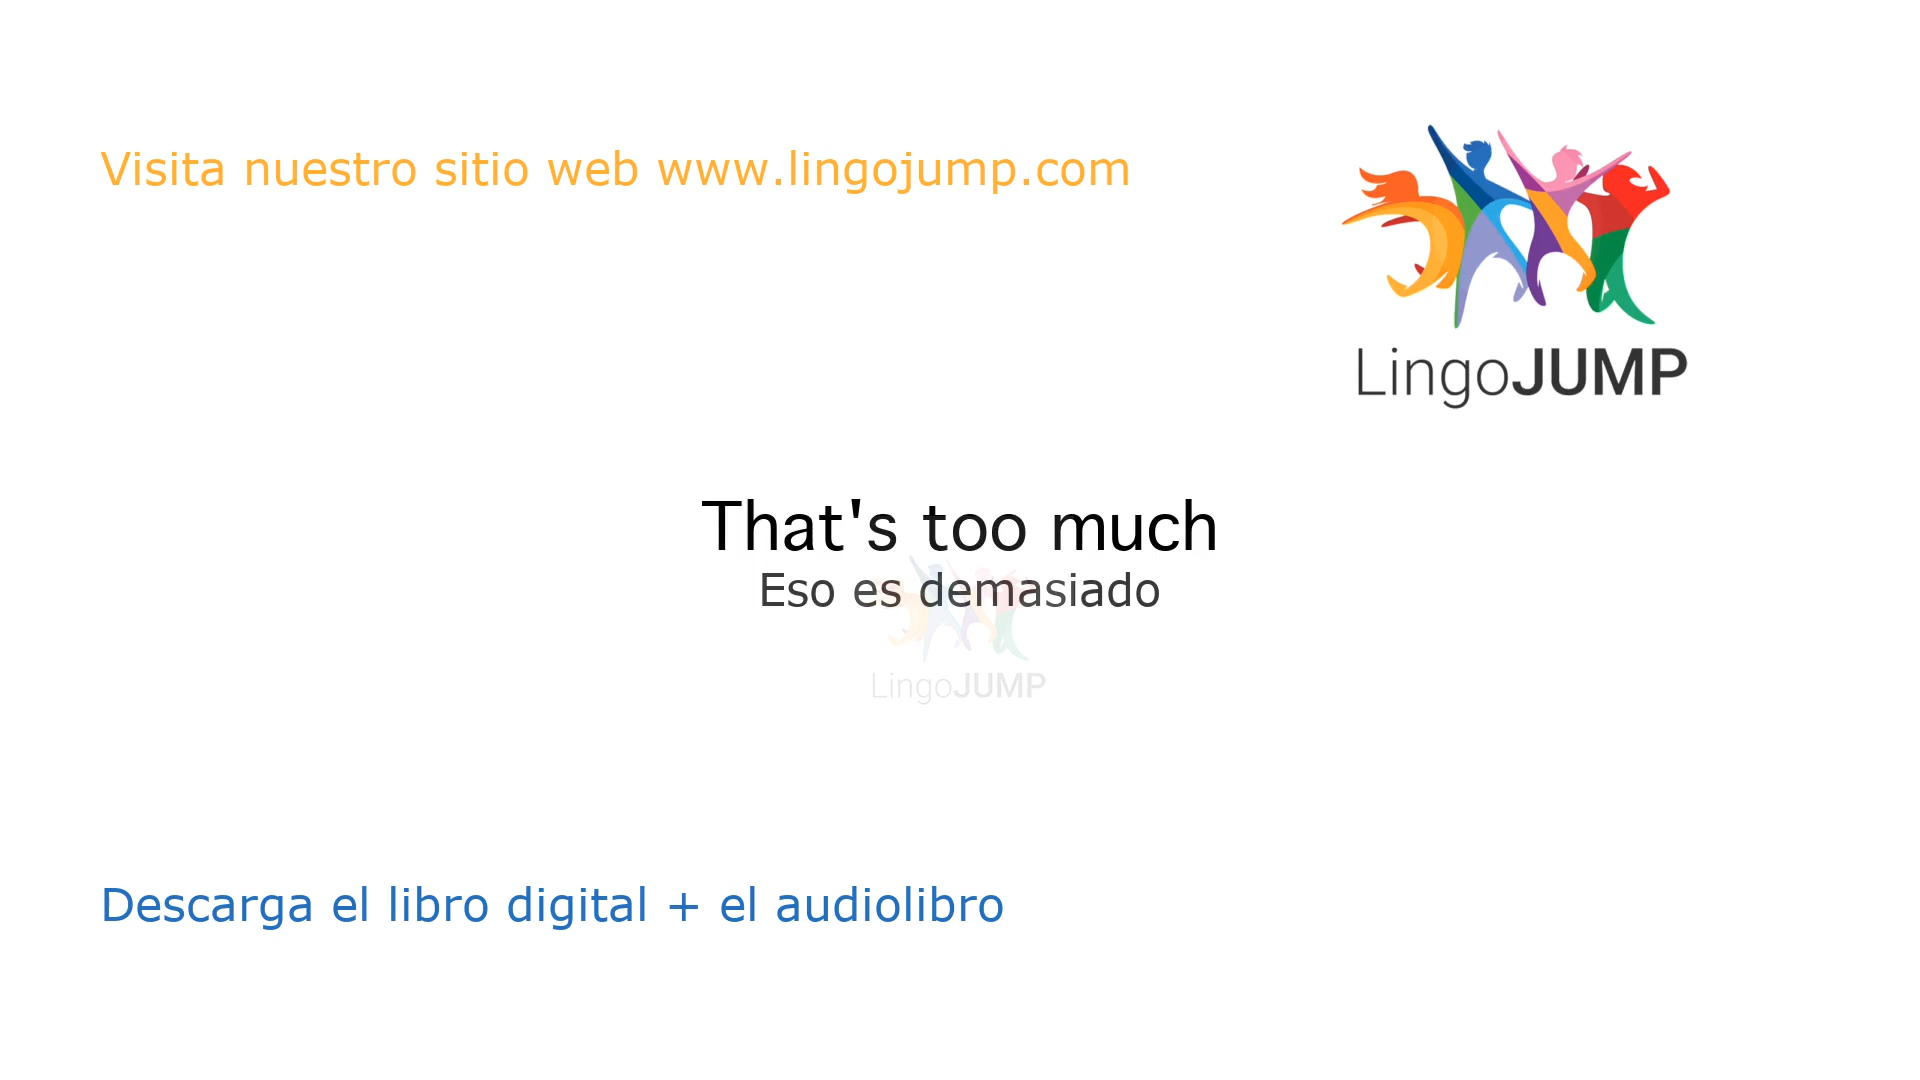 Visita nuestro sitio web www.lingojump.com
LingoJUMP
That's too much
Eso es demasiado
LingoJUMP
Descarga el libro digital + el audiolibro